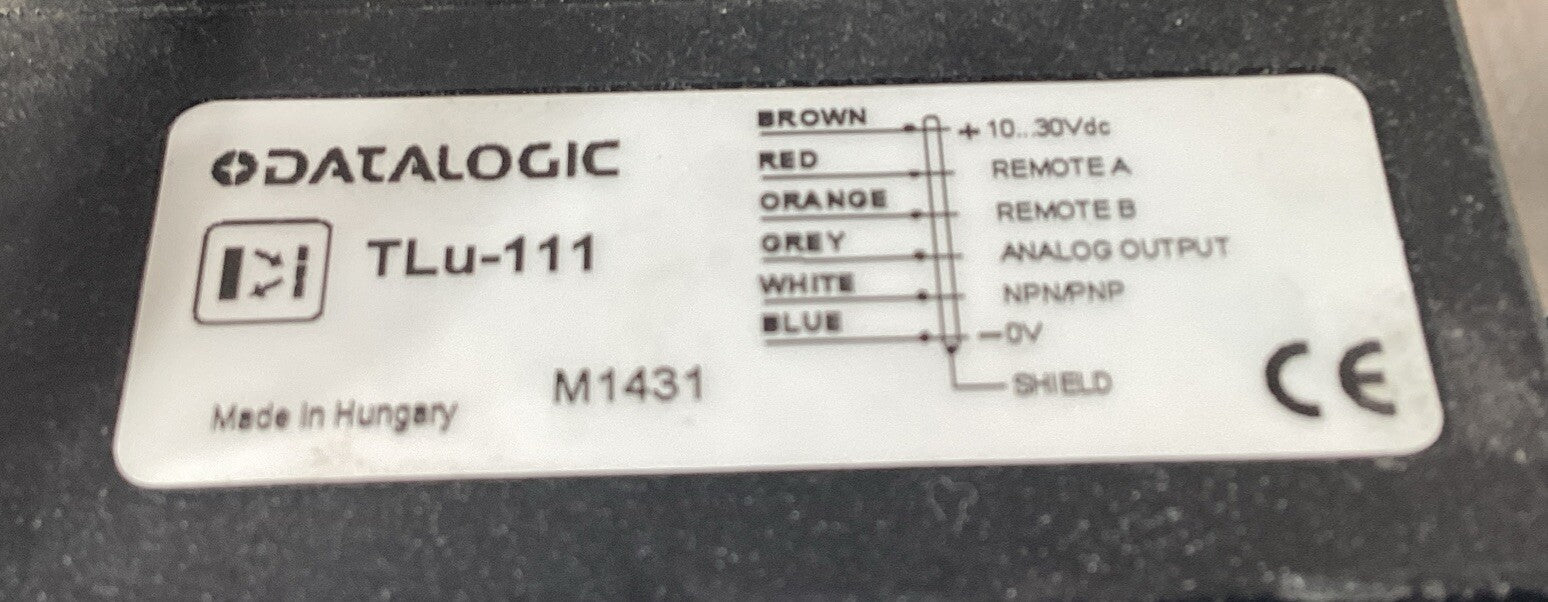 DATALOGIC
TLu-111
M1431
Made in Hungary
BROWN + 10...30Vdc
RED REMOTE A
ORANGE REMOTE B
GREY ANALOG OUTPUT
WHITE NPN/PNP
BLUE —0V
SHIELD
CE